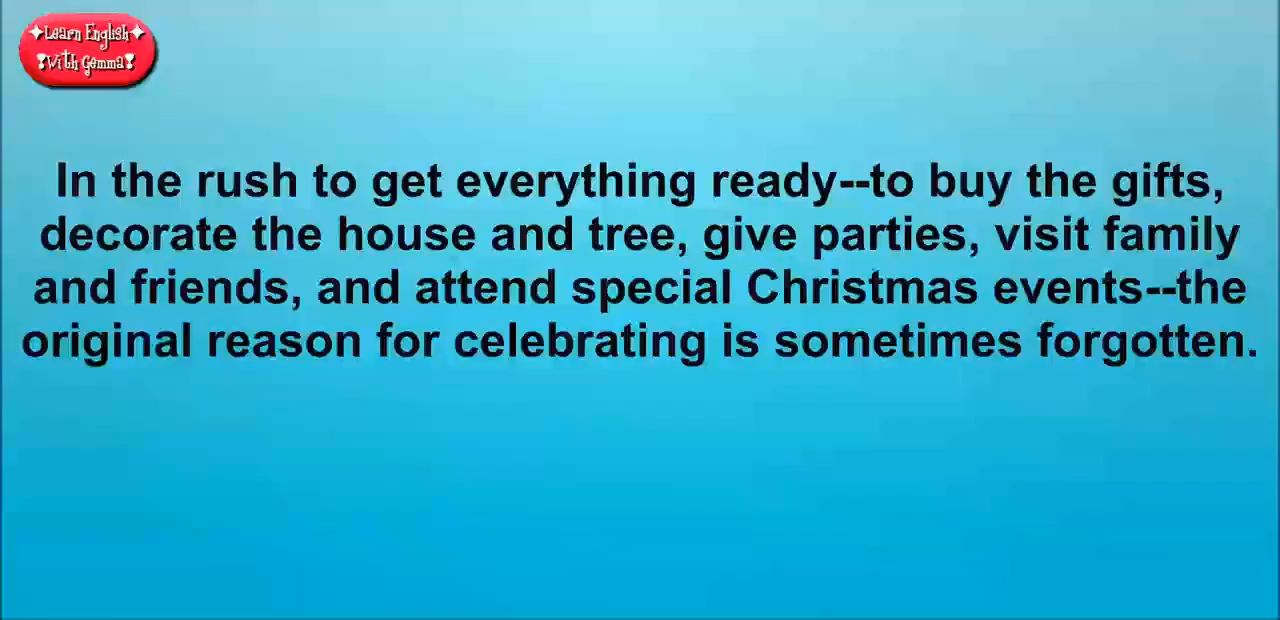 ✦Learn English✦
❣With Gemma❣
In the rush to get everything ready--to buy the gifts,
decorate the house and tree, give parties, visit family
and friends, and attend special Christmas events--the
original reason for celebrating is sometimes forgotten.